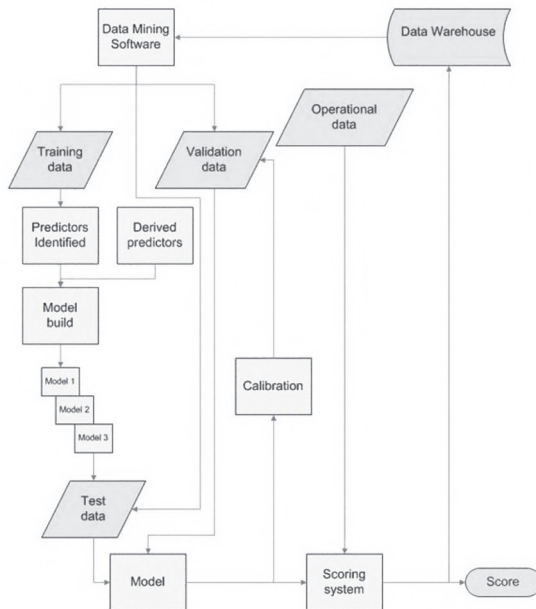 Data Mining
Software
Data Warehouse
Operational
data
Training
data
Validation
data
Predictors
Identified
Derived
predictors
Model
build
Model 1
Model 2
Model 3
Calibration
Test
data
Model
Scoring
system
Score